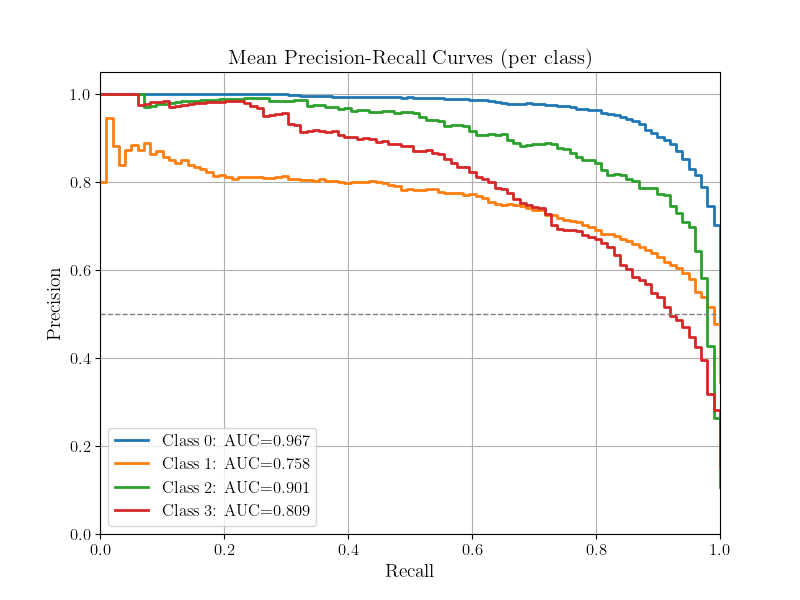 Mean Precision-Recall Curves (per class)
Precision
1.0
0.8
0.6
0.4
0.2
0.0
Class 0: AUC=0.967
Class 1: AUC=0.758
Class 2: AUC=0.901
Class 3: AUC=0.809
0.0 0.2 0.4 0.6 0.8 1.0
Recall